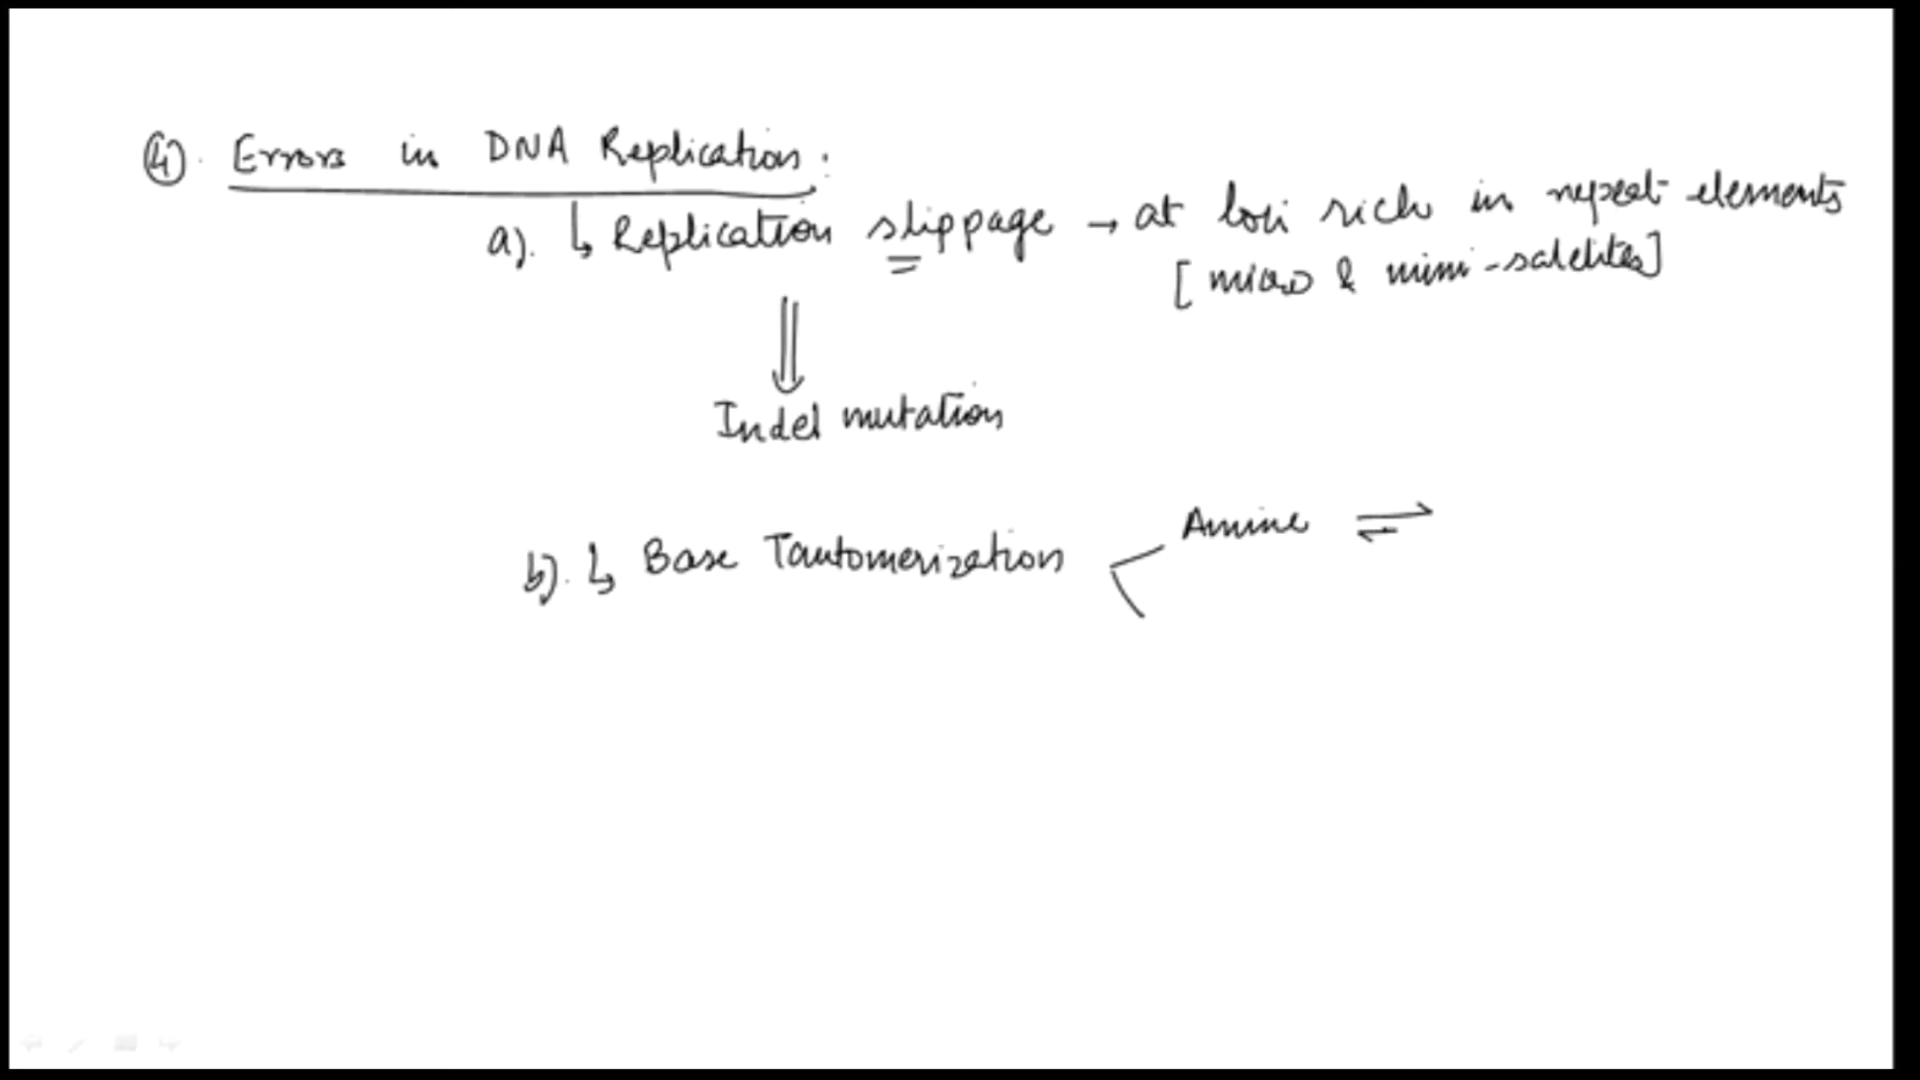 ④. Errors in DNA Replication:
a). ↳ Replication slippage → at loci rich in repeat elements
[micro & mini-satelites]
⇓
Indel mutation
b). ↳ Base Tautomerization < Amine ⇌